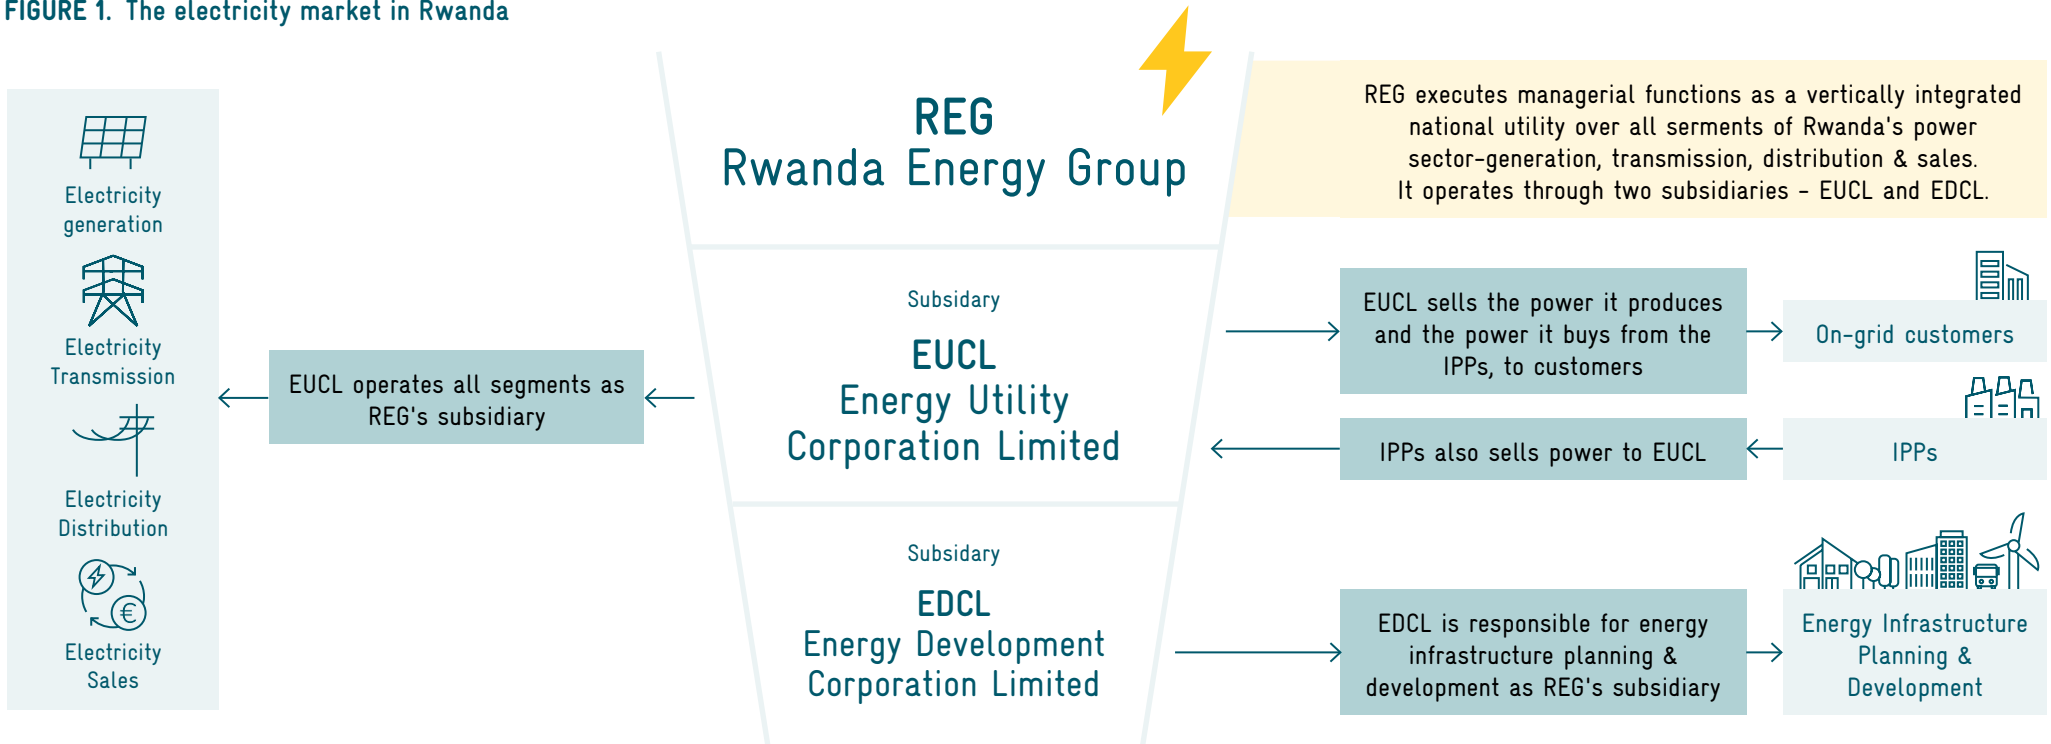 FIGURE 1. The electricity market in Rwanda
Electricity
generation
Electricity
Transmission
Electricity
Distribution
€
Electricity
Sales
EUCL operates all segments as
REG's subsidiary
REG
Rwanda Energy Group
Subsidary
EUCL
Energy Utility
Corporation Limited
Subsidary
EDCL
Energy Development
Corporation Limited
REG executes managerial functions as a vertically integrated
national utility over all serments of Rwanda's power
sector-generation, transmission, distribution & sales.
It operates through two subsidiaries - EUCL and EDCL.
EUCL sells the power it produces
and the power it buys from the
IPPs, to customers
On-grid customers
IPPs also sells power to EUCL
IPPs
EDCL is responsible for energy
infrastructure planning &
development as REG's subsidiary
Energy Infrastructure
Planning &
Development